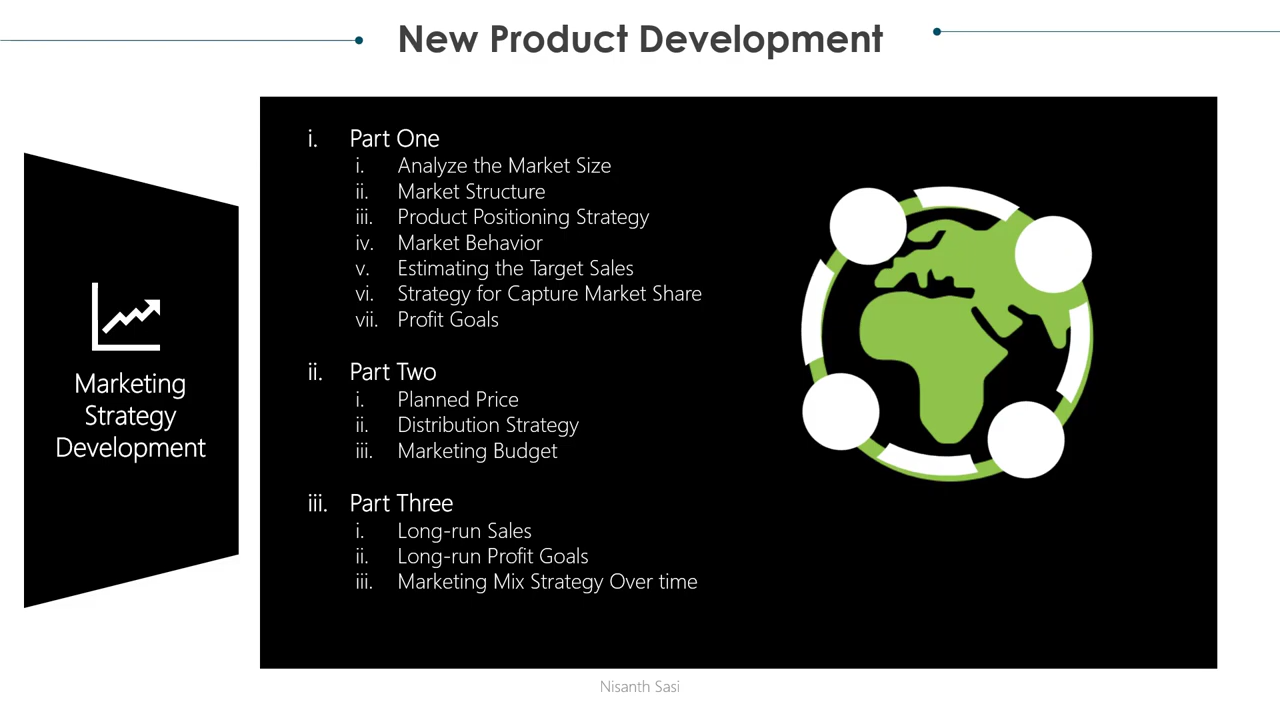 New Product Development
Marketing
Strategy
Development
i. Part One
i. Analyze the Market Size
ii. Market Structure
iii. Product Positioning Strategy
iv. Market Behavior
v. Estimating the Target Sales
vi. Strategy for Capture Market Share
vii. Profit Goals
ii. Part Two
i. Planned Price
ii. Distribution Strategy
iii. Marketing Budget
iii. Part Three
i. Long-run Sales
ii. Long-run Profit Goals
iii. Marketing Mix Strategy Over time
Nisanth Sasi